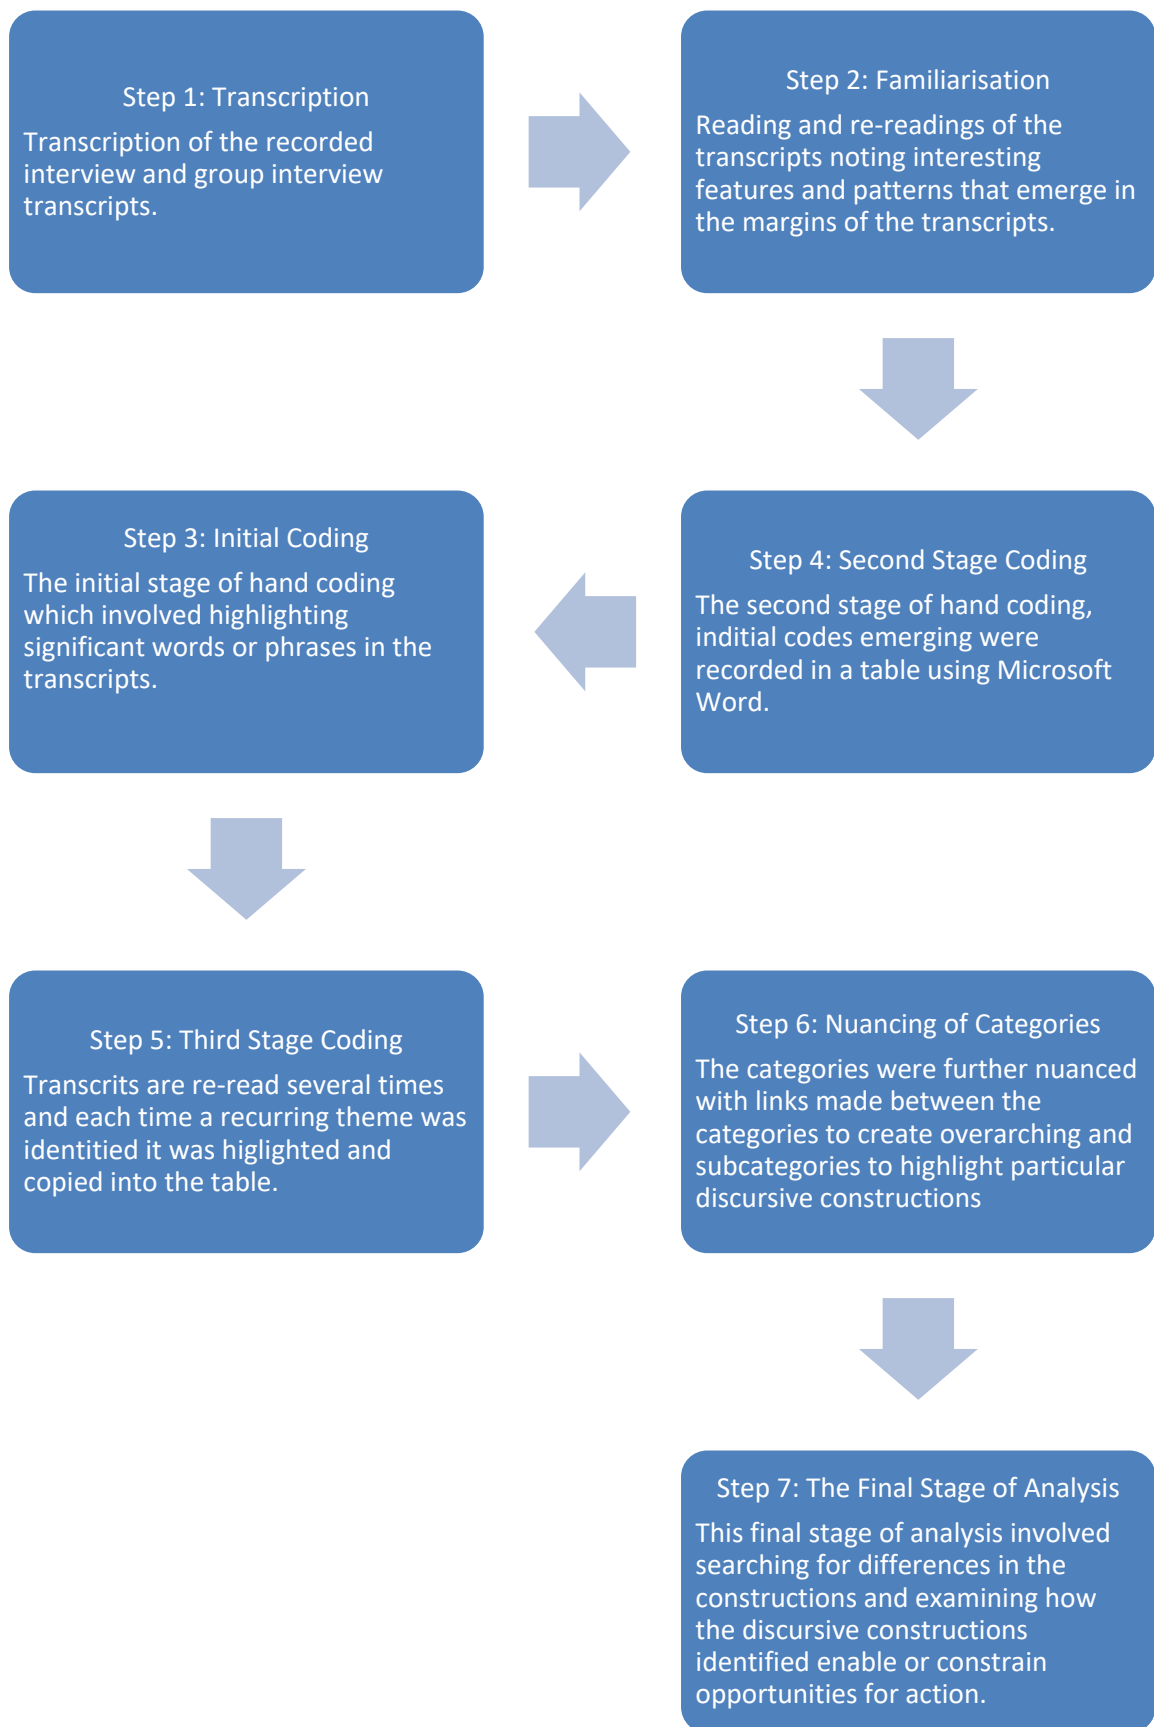 Step 1: Transcription
Transcription of the recorded
interview and group interview
transcripts.
Step 2: Familiarisation
Reading and re-readings of the
transcripts noting interesting
features and patterns that emerge in
the margins of the transcripts.
Step 3: Initial Coding
The initial stage of hand coding
which involved highlighting
significant words or phrases in the
transcripts.
Step 4: Second Stage Coding
The second stage of hand coding,
inditial codes emerging were
recorded in a table using Microsoft
Word.
Step 5: Third Stage Coding
Transcrits are re-read several times
and each time a recurring theme was
identitied it was higlighted and
copied into the table.
Step 6: Nuancing of Categories
The categories were further nuanced
with links made between the
categories to create overarching and
subcategories to highlight particular
discursive constructions
Step 7: The Final Stage of Analysis
This final stage of analysis involved
searching for differences in the
constructions and examining how
the discursive constructions
identified enable or constrain
opportunities for action.